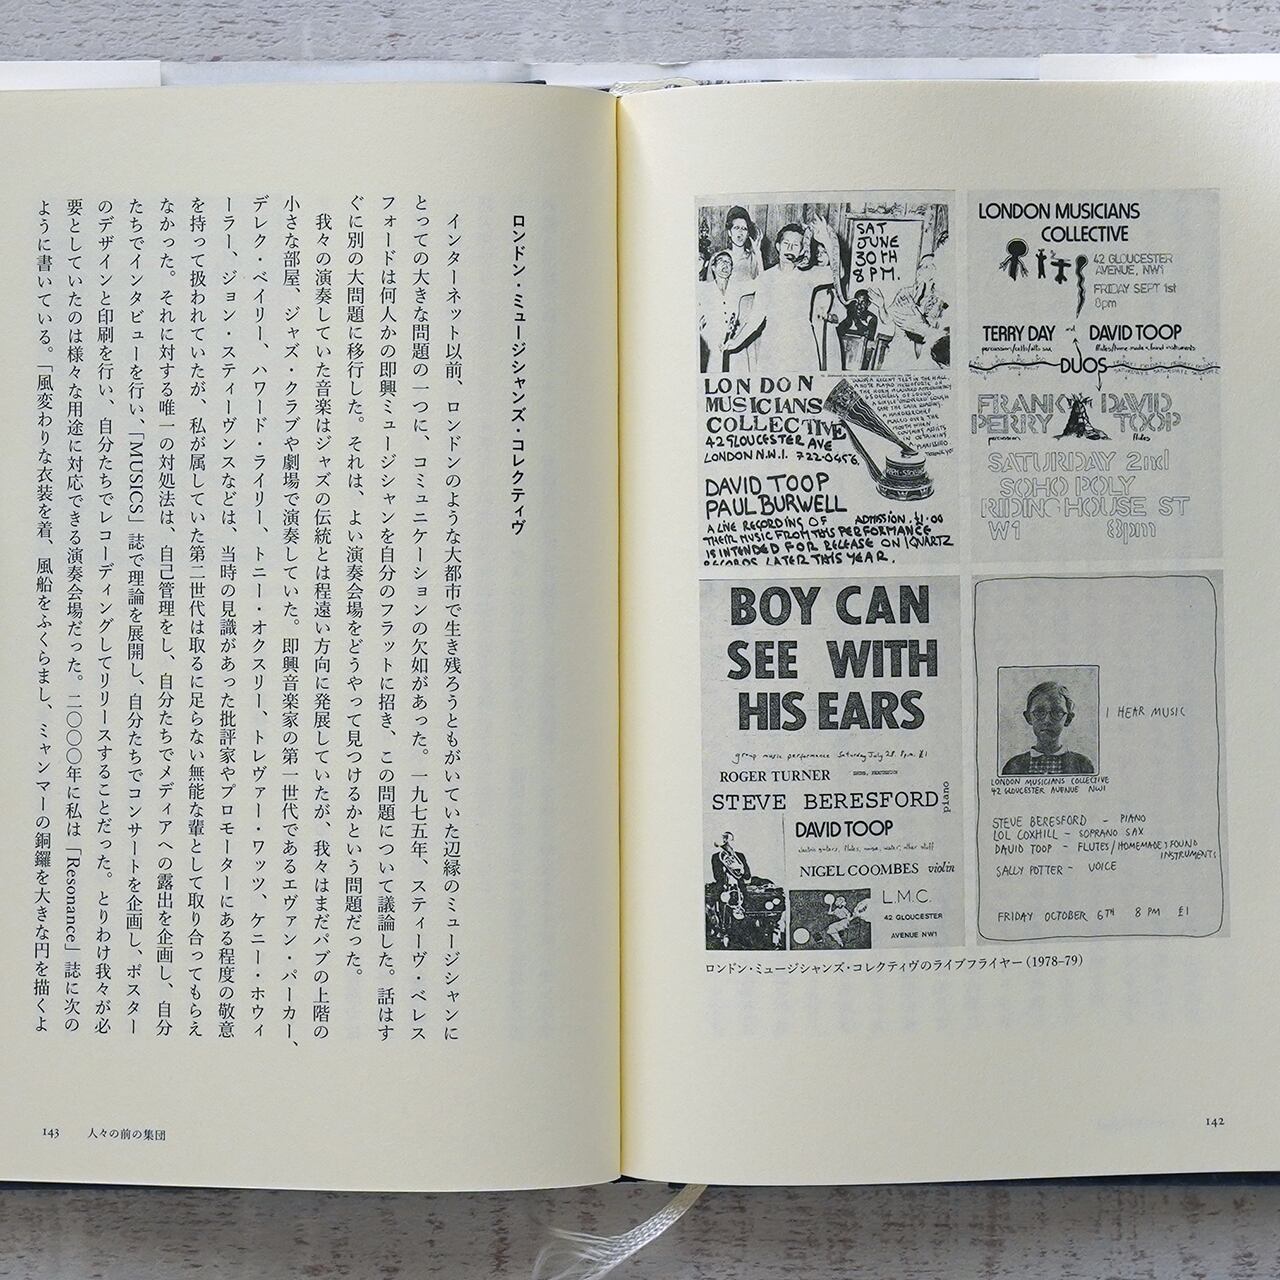 SAT
JUNE
30TH
8PM.
LONDON
MUSICIANS
COLLECTIVE
42 GLOUCESTER AVE
LONDON N.W.1. 722-0456.
DAVID TOOP
PAUL BURWELL
A LIVE RECORDING OF ADMISSION. £1.00
THEIR MUSIC FROM THIS PERFORMANCE
IS INTENDED FOR RELEASE ON QUARTZ
RECORDS LATER THIS YEAR.
LONDON MUSICIANS
COLLECTIVE
42 GLOUCESTER
AVENUE, NW1
FRIDAY SEPT 1st
8pm
TERRY DAY and DAVID TOOP
percussion/cello/alto sax flutes/home made & found instruments
DUOS
FRANK PERRY DAVID TOOP
percussion flutes
SATURDAY 2nd
SOHO POLY
RIDING HOUSE ST
W1 8pm
BOY CAN
SEE WITH
HIS EARS
group music performance Saturday July 28. 8pm. £1
ROGER TURNER
STEVE BERESFORD piano
DAVID TOOP
electric guitars, flutes, water, other stuff
NIGEL COOMBES violin
L.M.C.
42 GLOUCESTER
AVENUE NW1
I HEAR MUSIC
LONDON MUSICIANS COLLECTIVE
42 GLOUCESTER AVENUE NW1
STEVE BERESFORD - PIANO
LOL COXHILL - SOPRANO SAX
DAVID TOOP - FLUTES/HOMEMADE & FOUND
INSTRUMENTS
SALLY POTTER - VOICE
FRIDAY OCTOBER 6TH 8 PM £1
ロンドン・ミュージシャンズ・コレクティヴのライブフライヤー(1978–79)
142
ロンドン・ミュージシャンズ・コレクティヴ
インターネット以前、ロンドンのような大都市で生き残ろうともがいていた辺縁のミュージシャンに
とっての大きな問題の一つに、コミュニケーションの欠如があった。一九七五年、スティーヴ・ベレス
フォードは何人かの即興ミュージシャンを自分のフラットに招き、この問題について議論した。話はす
ぐに別の大問題に移行した。それは、よい演奏会場をどうやって見つけるかという問題だった。
我々の演奏していた音楽はジャズの伝統とは程遠い方向に発展していたが、我々はまだパブの上階の
小さな部屋、ジャズ・クラブや劇場で演奏していた。即興音楽家の第一世代であるエヴァン・パーカー、
デレク・ベイリー、ハワード・ライリー、トニー・オクスリー、トレヴァー・ワッツ、ケニー・ホウィ
ーラー、ジョン・スティーヴンスなどは、当時の見識があった批評家やプロモーターにある程度の敬意
を持って扱われていたが、私が属していた第二世代は取るに足らない無能な輩として取り合ってもらえ
なかった。それに対する唯一の対処法は、自己管理をし、自分たちでメディアへの露出を企画し、自分
たちでインタビューを行い、「MUSICS」誌で理論を展開し、自分たちでコンサートを企画し、ポスター
のデザインと印刷を行い、自分たちでレコーディングしてリリースすることだった。とりわけ我々が必
要としていたのは様々な用途に対応できる演奏会場だった。二〇〇〇年に私は「Resonance」誌に次の
ように書いている。「風変わりな衣装を着、風船をふくらまし、ミャンマーの銅鑼を大きな円を描くよ
143 人々の前の集団